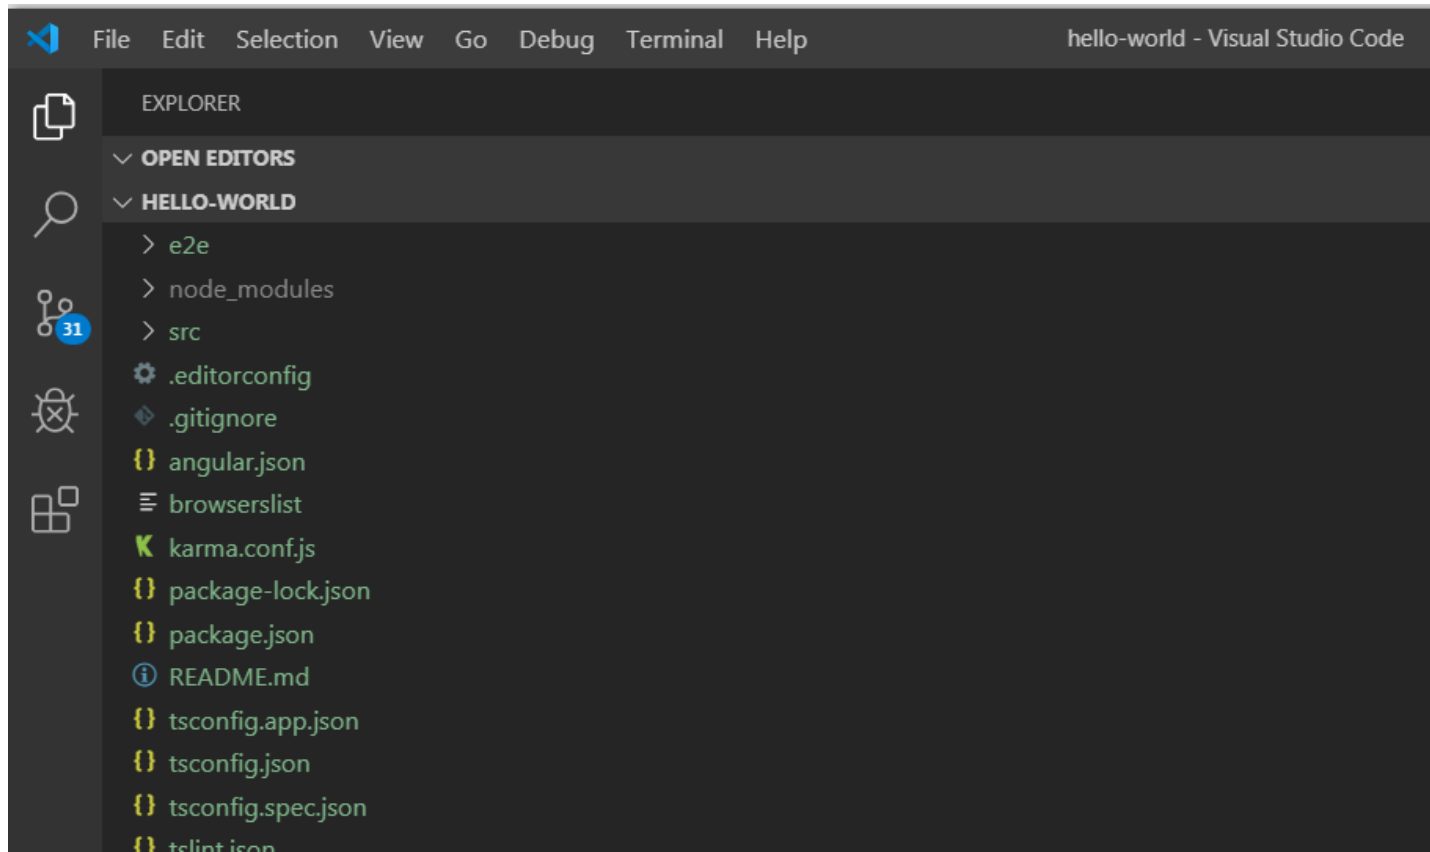 File Edit Selection View Go Debug Terminal Help hello-world - Visual Studio Code
EXPLORER
OPEN EDITORS
HELLO-WORLD
e2e
node_modules
src
31
.editorconfig
.gitignore
angular.json
browserslist
karma.conf.js
package-lock.json
package.json
README.md
tsconfig.app.json
tsconfig.json
tsconfig.spec.json
tslint.json